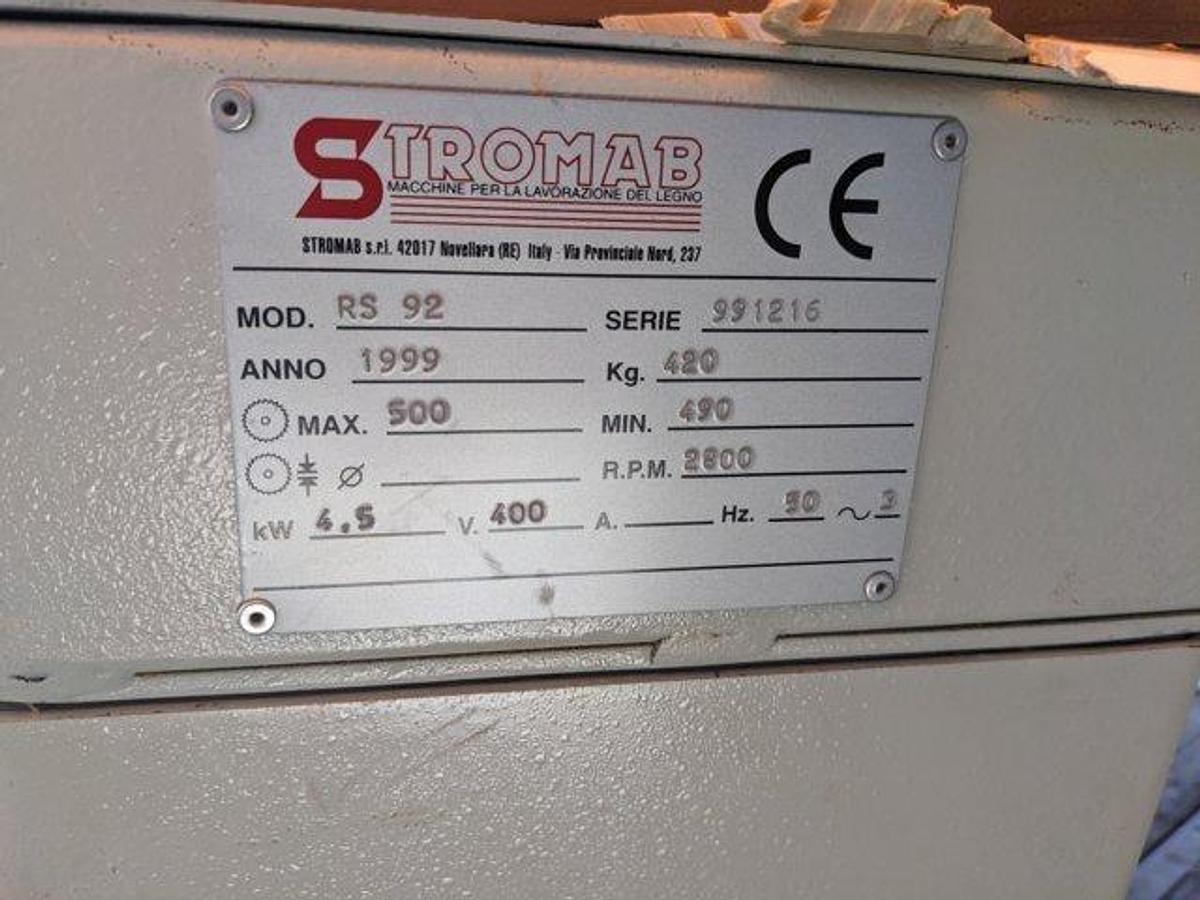 STROMAB
MACCHINE PER LA LAVORAZIONE DEL LEGNO
STROMAB s.r.l. 42017 Novellara (RE) Italy - Via Provinciale Nord, 237
CE
MOD. RS 92 SERIE 991216
ANNO 1999 Kg. 420
MAX. 500 MIN. 490
Ø R.P.M. 2800
kW 4,5 V. 400 A. Hz. 50 ~ 3